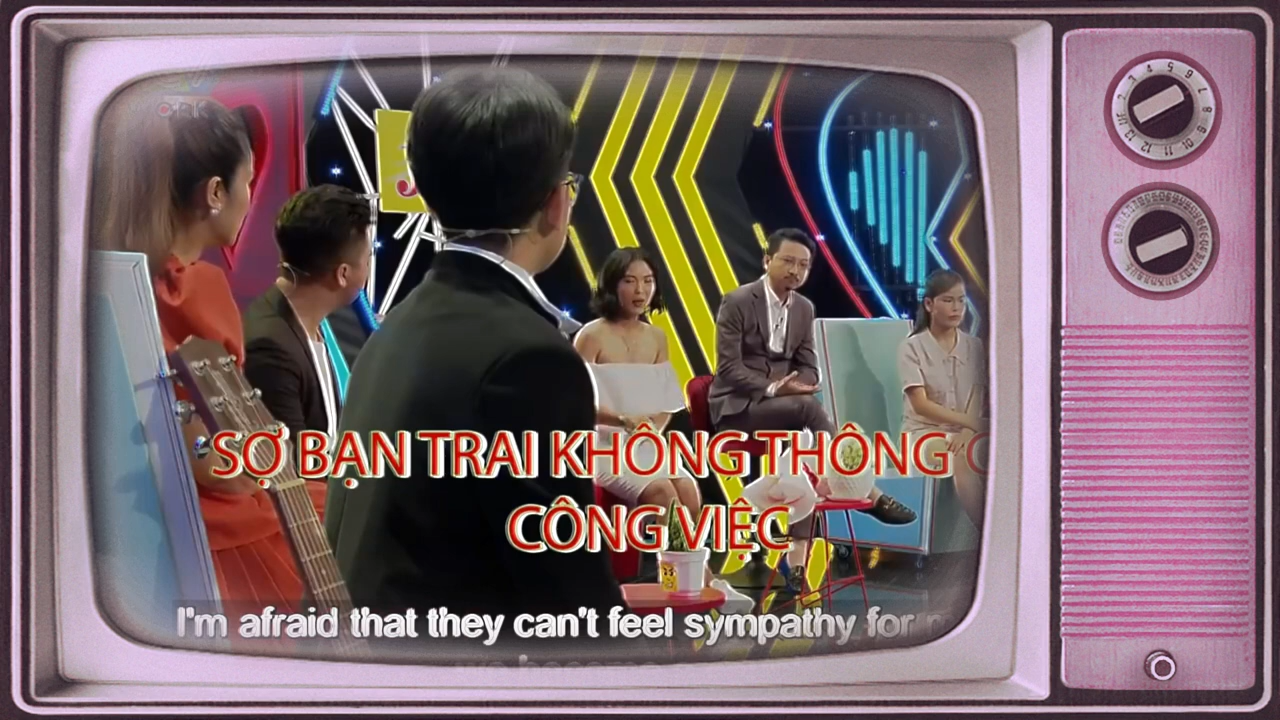 SỢ BẠN TRAI KHÔNG THÔNG
CÔNG VIỆC
I'm afraid that they can't feel sympathy for